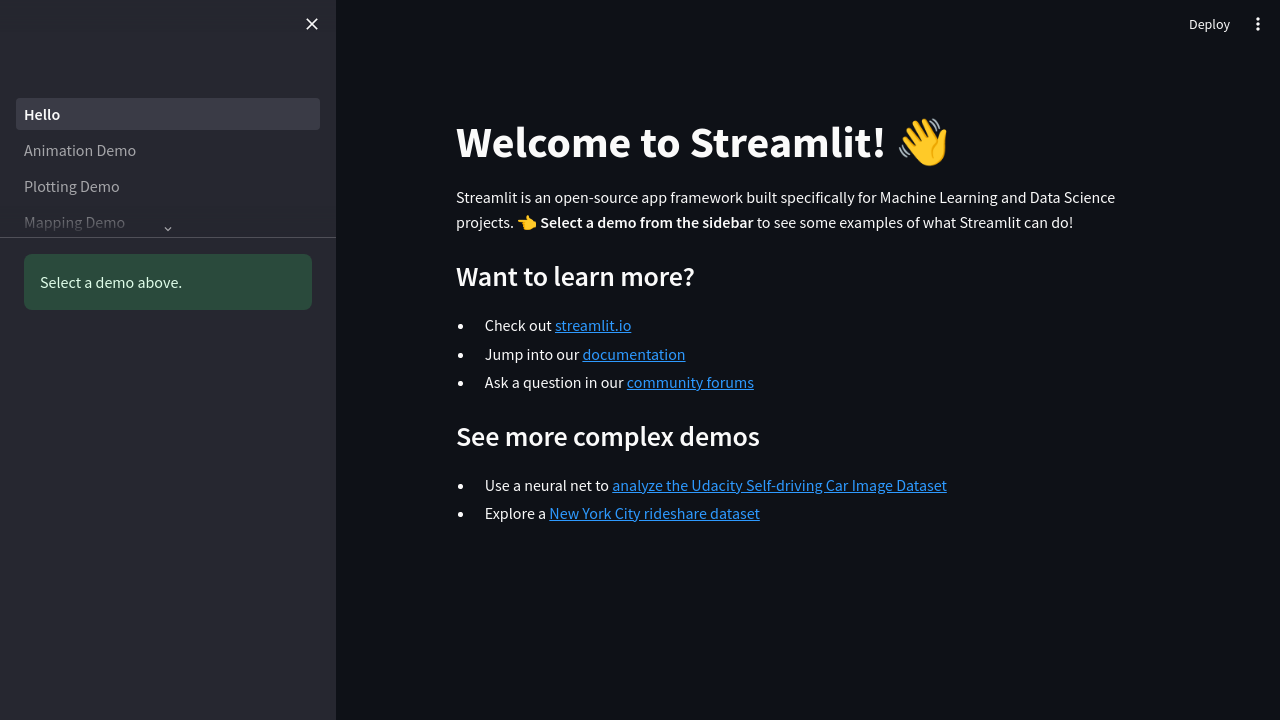 Deploy
Hello
Animation Demo
Plotting Demo
Mapping Demo
Select a demo above.
Welcome to Streamlit! 👋
Streamlit is an open-source app framework built specifically for Machine Learning and Data Science
projects. 👈 Select a demo from the sidebar to see some examples of what Streamlit can do!
Want to learn more?
• Check out streamlit.io
• Jump into our documentation
• Ask a question in our community forums
See more complex demos
• Use a neural net to analyze the Udacity Self-driving Car Image Dataset
• Explore a New York City rideshare dataset